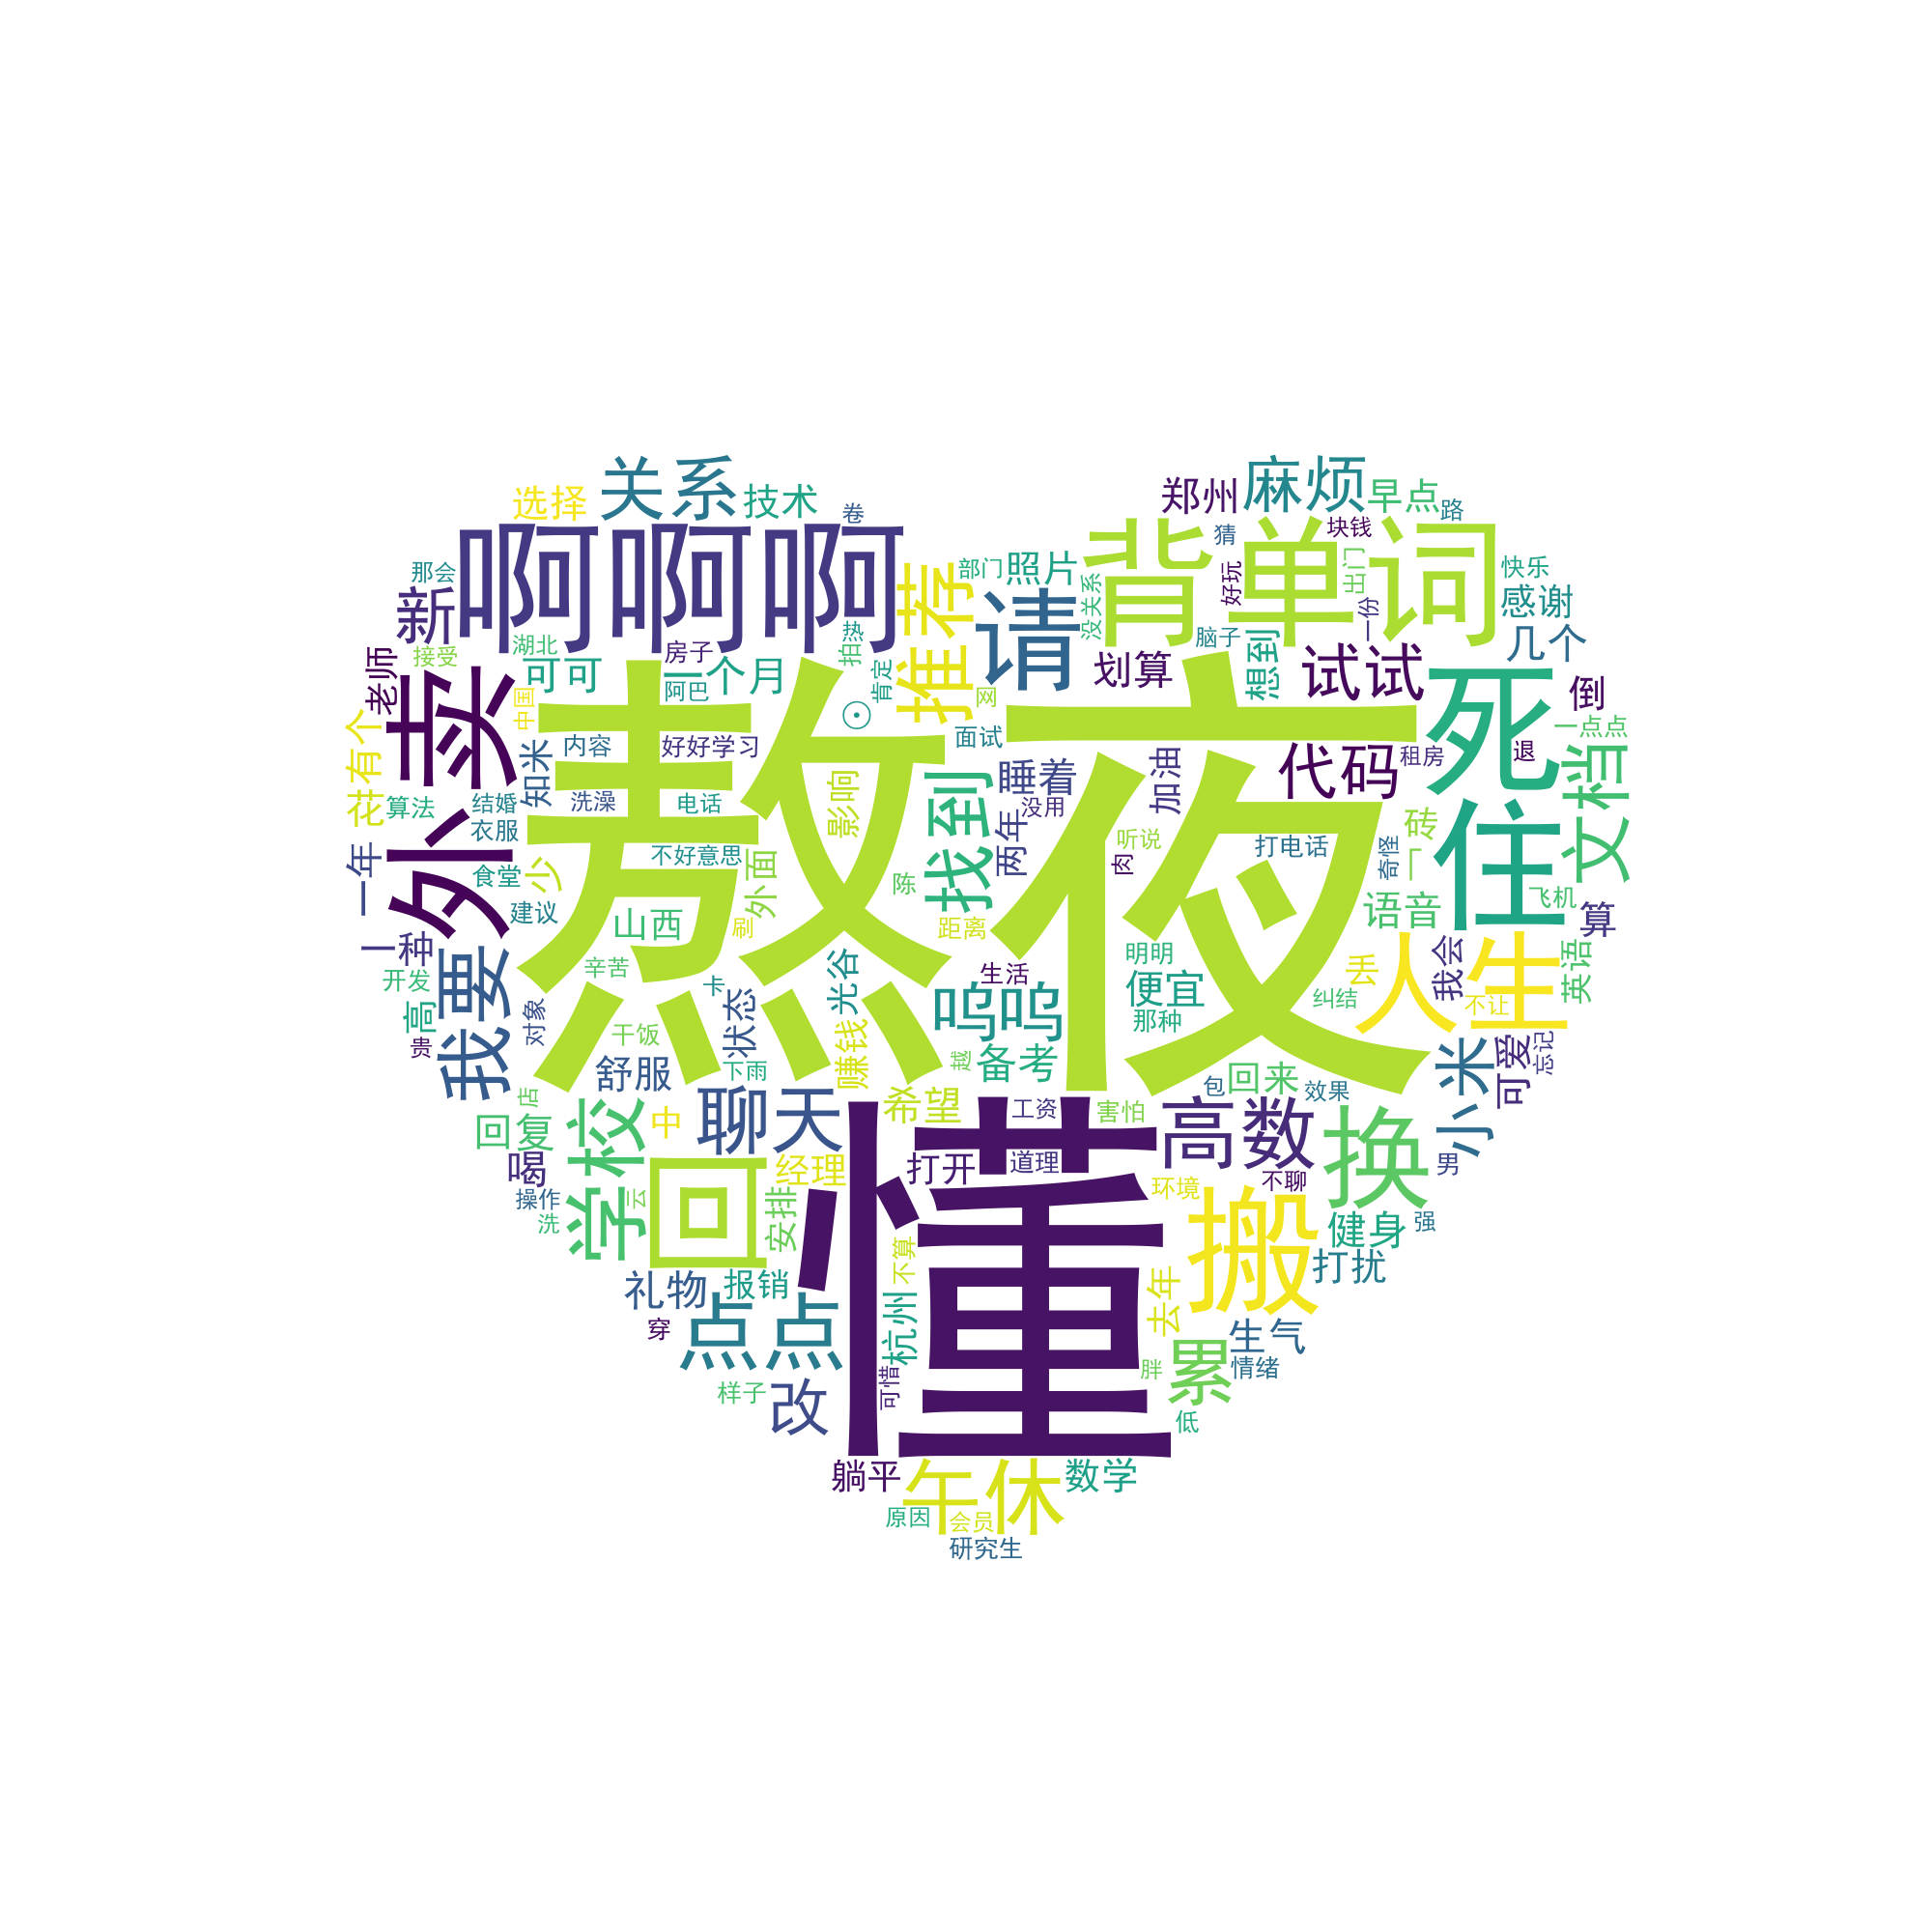 关系
麻烦
郑州
早点
选择
技术
卷
路
啊啊啊
背单词
猜
块钱
那会
新
推荐
部门
照片
请
没关系
好玩
出门
一份
快乐
感谢
湖北
接受
老师
房子
拍热
肯定
脑子
想到
试试
几个
外卖
可可
一个月
阿巴
网
划算
死
倒
中国
熬夜
☉
有个
一点点
知米
内容
好好学习
面试
代码
租房
退
文档
花
算法
结婚
洗澡
电话
影响
找到
睡着
没用
加油
住
衣服
一年
食堂
少
不好意思
外面
陈
两年
听说
肉
打电话
奇怪
砖
「
建议
山西
刷
距离
语音
飞机
算
一种
我要
开发
辛苦
光谷
生活
明明
便宜
那种
丢
纠结
人生
我会
不让
英语
高
贵
对象
卡
状态
呜呜
干饭
赚钱
越
备考
小米
可爱
忘记
舒服
下雨
包
回来
效果
店
学校
中
聊天
希望
工资
害怕
高数
换
回复
喝
回
经理
打开
道理
环境
不聊
男
操作
洗
云
安排
懂
搬
健身
强
不算
打扰
礼物
报销
杭州
去年
穿
点点
生气
可惜
胖
累
情绪
样子
改
低
躺平
午休
数学
原因
会员
研究生